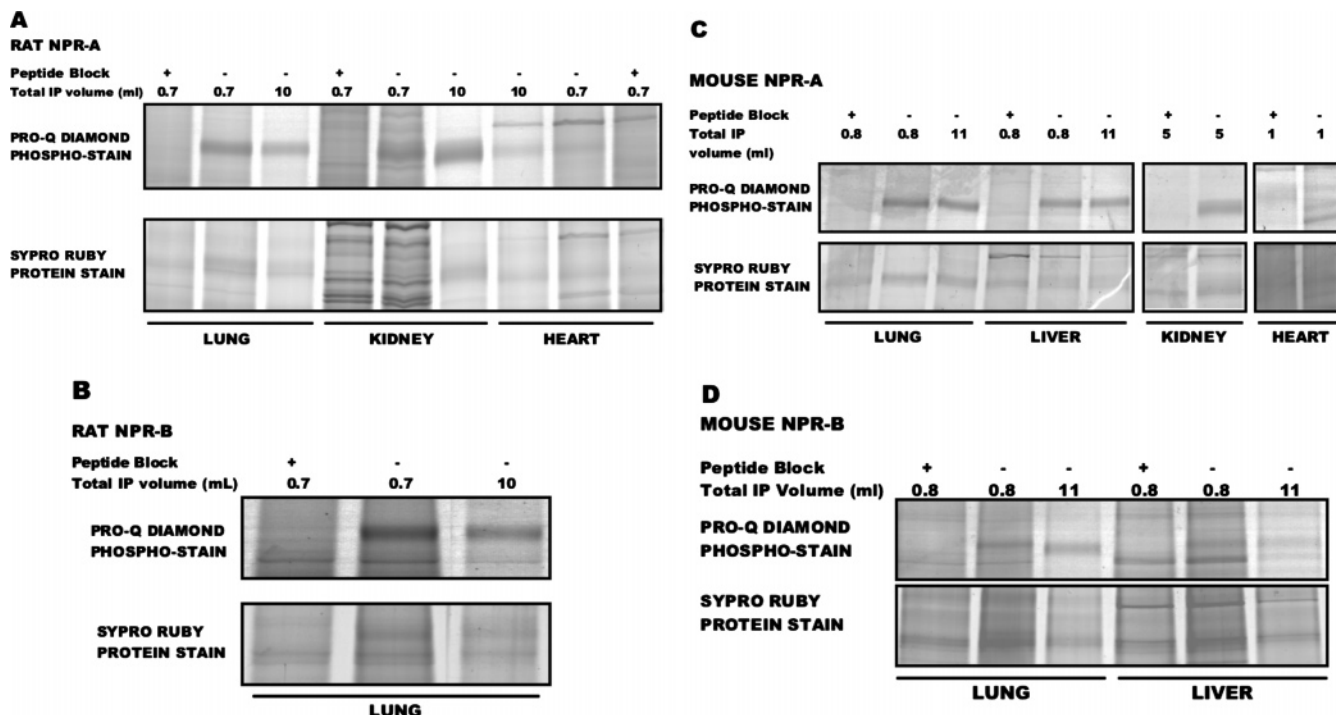 A
RAT NPR-A
Peptide Block + - - + - - - - +
Total IP volume (ml) 0.7 0.7 10 0.7 0.7 10 10 0.7 0.7
PRO-Q DIAMOND
PHOSPHO-STAIN
SYPRO RUBY
PROTEIN STAIN
LUNG KIDNEY HEART
B
RAT NPR-B
Peptide Block + - -
Total IP volume (mL) 0.7 0.7 10
PRO-Q DIAMOND
PHOSPHO-STAIN
SYPRO RUBY
PROTEIN STAIN
LUNG
C
MOUSE NPR-A
Peptide Block + - - + - - + - + -
Total IP 0.8 0.8 11 0.8 0.8 11 5 5 1 1
volume (ml)
PRO-Q DIAMOND
PHOSPHO-STAIN
SYPRO RUBY
PROTEIN STAIN
LUNG LIVER KIDNEY HEART
D
MOUSE NPR-B
Peptide Block + - - + - -
Total IP Volume (ml) 0.8 0.8 11 0.8 0.8 11
PRO-Q DIAMOND
PHOSPHO-STAIN
SYPRO RUBY
PROTEIN STAIN
LUNG LIVER